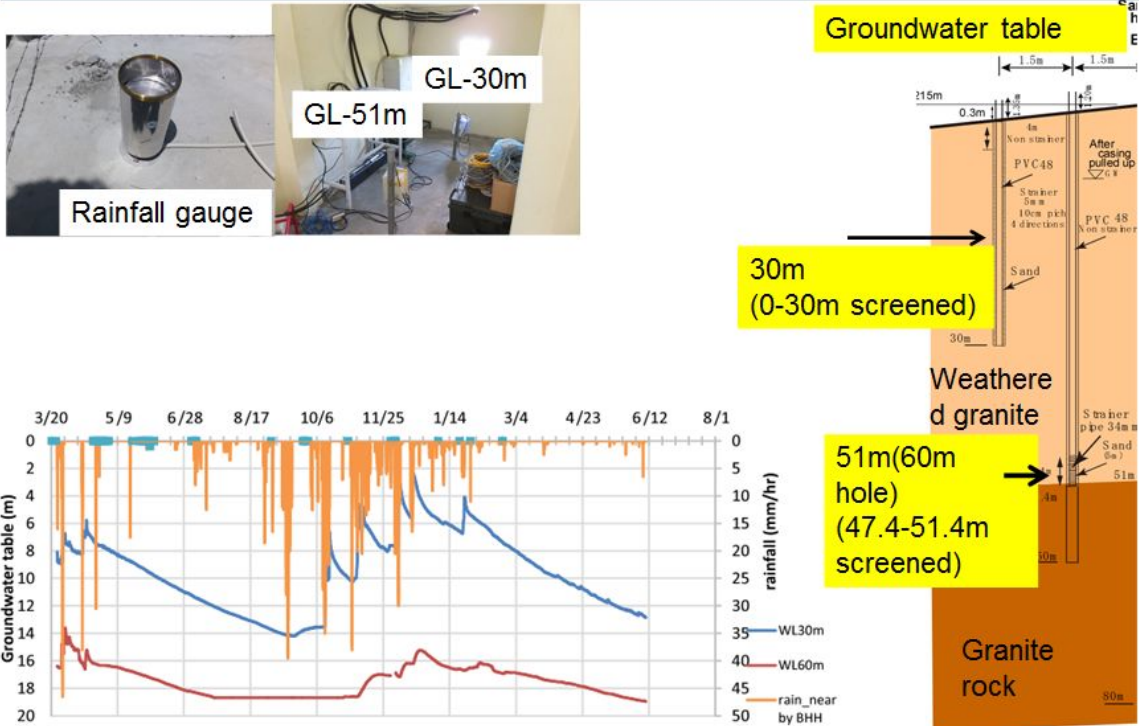 Rainfall gauge
GL-51m
GL-30m
Groundwater table
1.5m
1.5m
215m
0.3m
4m
Non struiner
PVC48
After
casing
pulled up
GW
Strainer
5mm
10cm pich
4 directions
PVC 48
Non struiner
Sand
30m
(0-30m screened)
30m
Weathere
d granite
Strainer
pipe 34mm
Sand
(5m)
51m
51m(60m
hole)
(47.4-51.4m
screened)
Granite
rock
80m
3/20 5/9 6/28 8/17 10/6 11/25 1/14 3/4 4/23 6/12 8/1
Groundwater table (m)
0
2
4
6
8
10
12
14
16
18
20
0
5
10
15
20
25
30
35
40
45
50
rainfall (mm/hr)
WL30m
WL60m
rain_near
by BHH